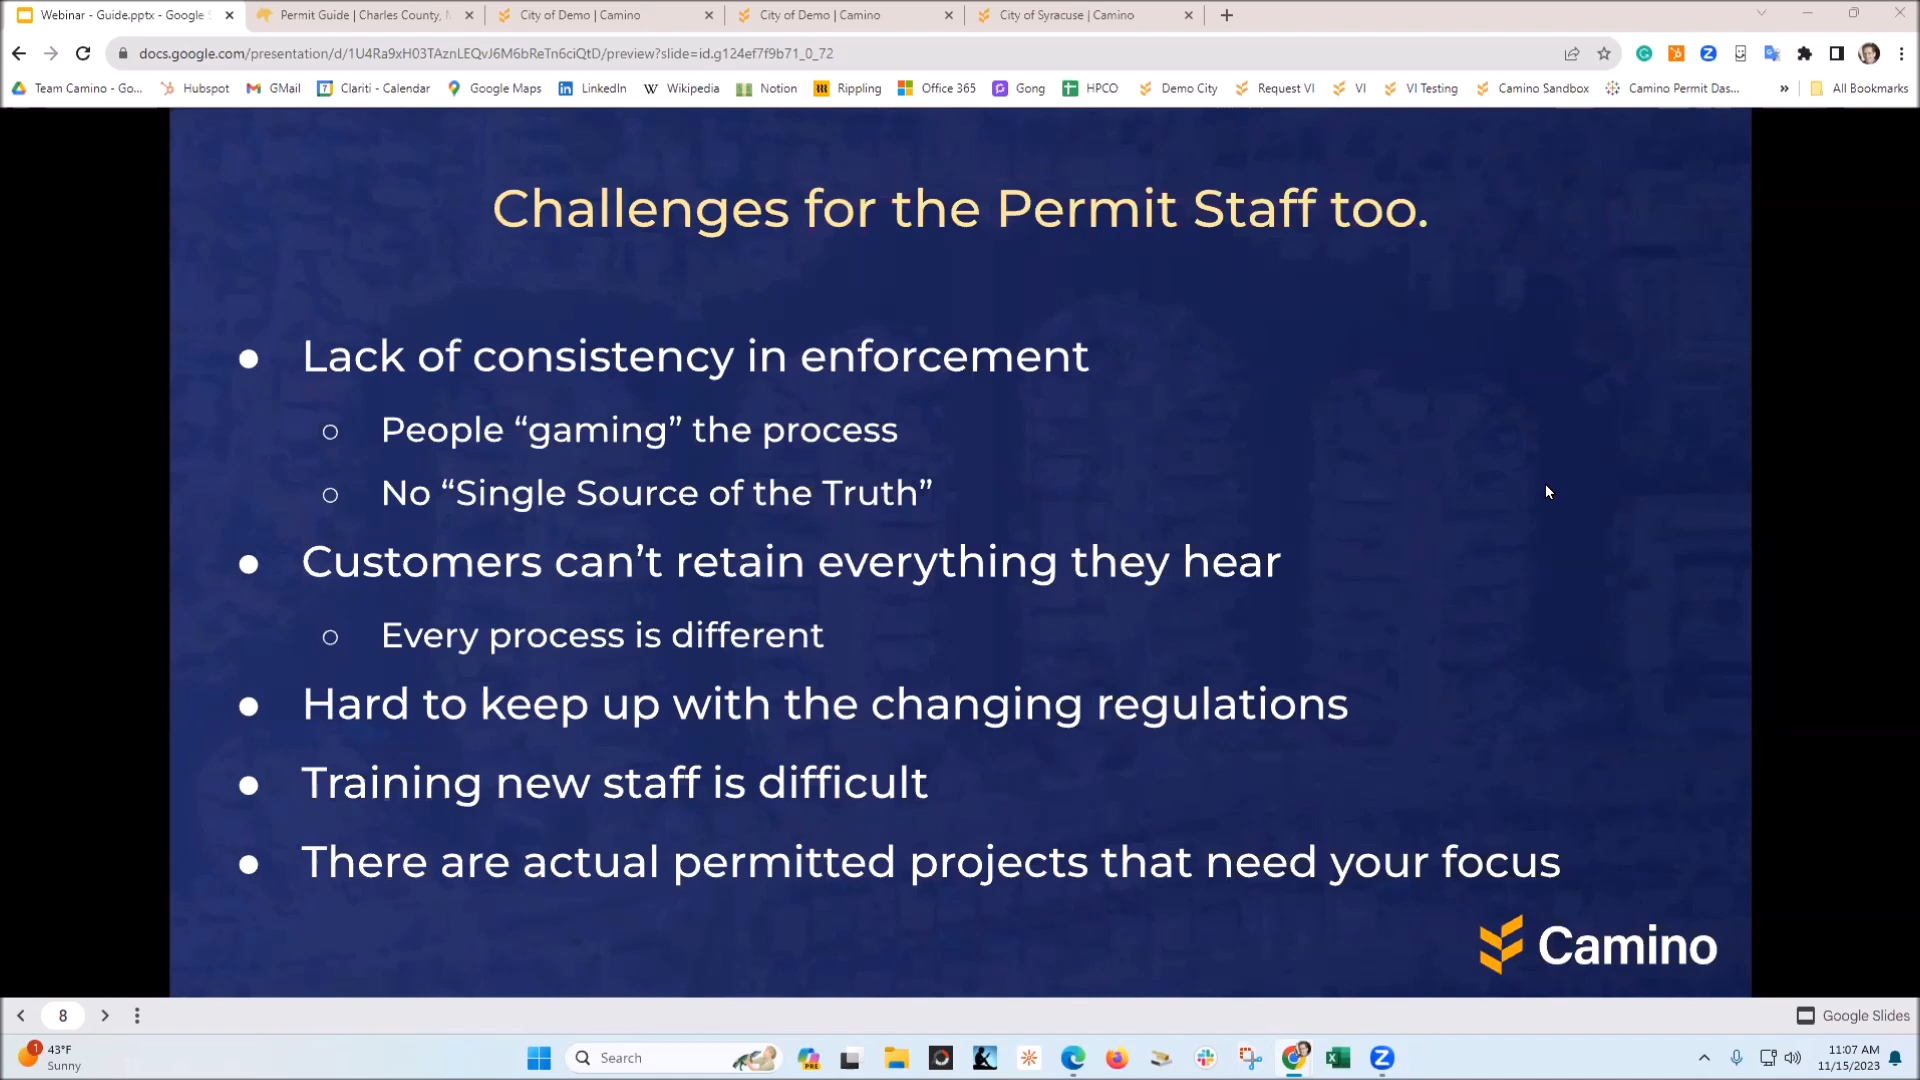 Webinar - Guide.pptx - Google S
Permit Guide | Charles County, M
City of Demo | Camino
City of Demo | Camino
City of Syracuse | Camino
docs.google.com/presentation/d/1U4Ra9xH03TAznLEQvJ6M6bReTn6ciQtD/preview?slide=id.g124ef7f9b71_0_72
Team Camino - Go...
Hubspot
GMail
Clariti - Calendar
Google Maps
LinkedIn
Wikipedia
Notion
Rippling
Office 365
Gong
HPCO
Demo City
Request VI
VI
VI Testing
Camino Sandbox
Camino Permit Das...
»
All Bookmarks
Challenges for the Permit Staff too.
● Lack of consistency in enforcement
○ People “gaming” the process
○ No “Single Source of the Truth”
● Customers can’t retain everything they hear
○ Every process is different
● Hard to keep up with the changing regulations
● Training new staff is difficult
● There are actual permitted projects that need your focus
Camino
8
Google Slides
1
43°F
Sunny
Search
PRE
11:07 AM
11/15/2023